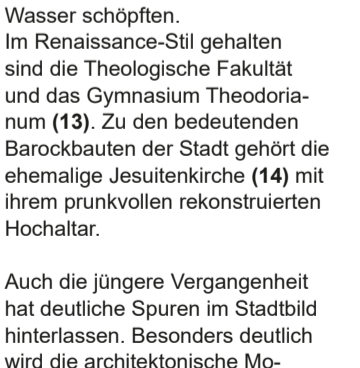 Wasser schöpften.
Im Renaissance-Stil gehalten
sind die Theologische Fakultät
und das Gymnasium Theodoria-
num (13). Zu den bedeutenden
Barockbauten der Stadt gehört die
ehemalige Jesuitenkirche (14) mit
ihrem prunkvollen rekonstruierten
Hochaltar.

Auch die jüngere Vergangenheit
hat deutliche Spuren im Stadtbild
hinterlassen. Besonders deutlich
wird die architektonische Mo-